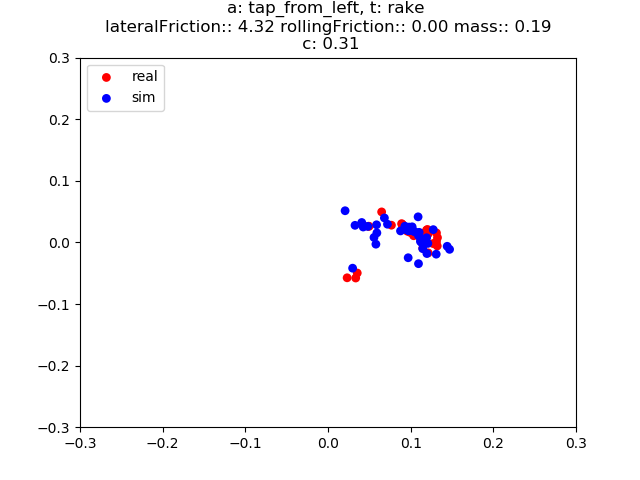 a: tap_from_left, t: rake
lateralFriction:: 4.32 rollingFriction:: 0.00 mass:: 0.19
c: 0.31
real
sim
0.3
0.2
0.1
0.0
−0.1
−0.2
−0.3
−0.3 −0.2 −0.1 0.0 0.1 0.2 0.3